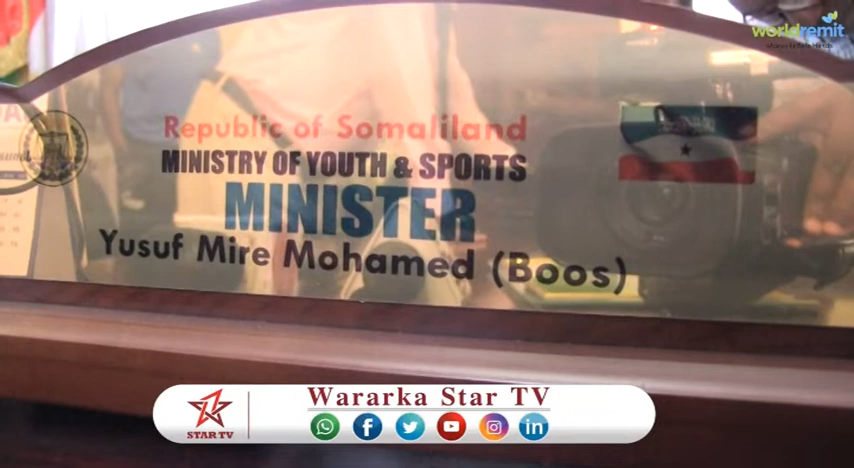 worldremit
Republic of Somaliland
MINISTRY OF YOUTH & SPORTS
MINISTER
Yusuf Mire Mohamed (Boos)
Wararka Star TV
STAR TV